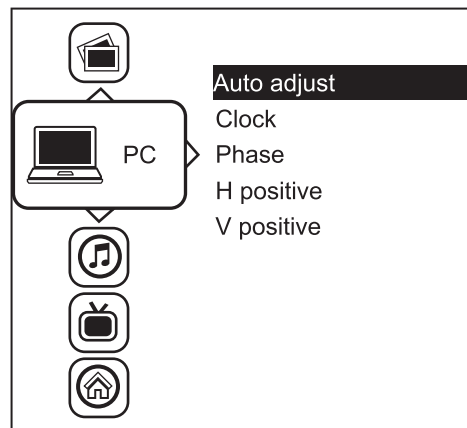 Auto adjust
Clock
PC
Phase
H positive
V positive